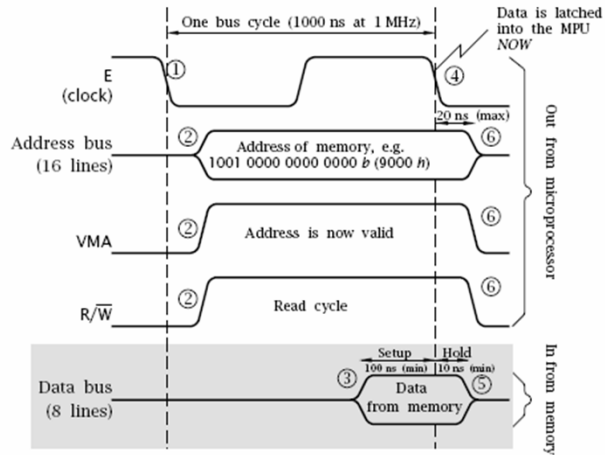 One bus cycle (1000 ns at 1 MHz)
Data is latched
into the MPU
NOW
E
(clock)
①
④
20 ns (max)
Address bus
(16 lines)
②
Address of memory, e.g.
1001 0000 0000 0000 b (9000 h)
⑥
VMA
②
Address is now valid
⑥
R/W̅
②
Read cycle
⑥
Out from microprocessor
Setup
Hold
100 ns (min)
10 ns (min)
Data bus
(8 lines)
③
Data
from memory
⑤
In from memory